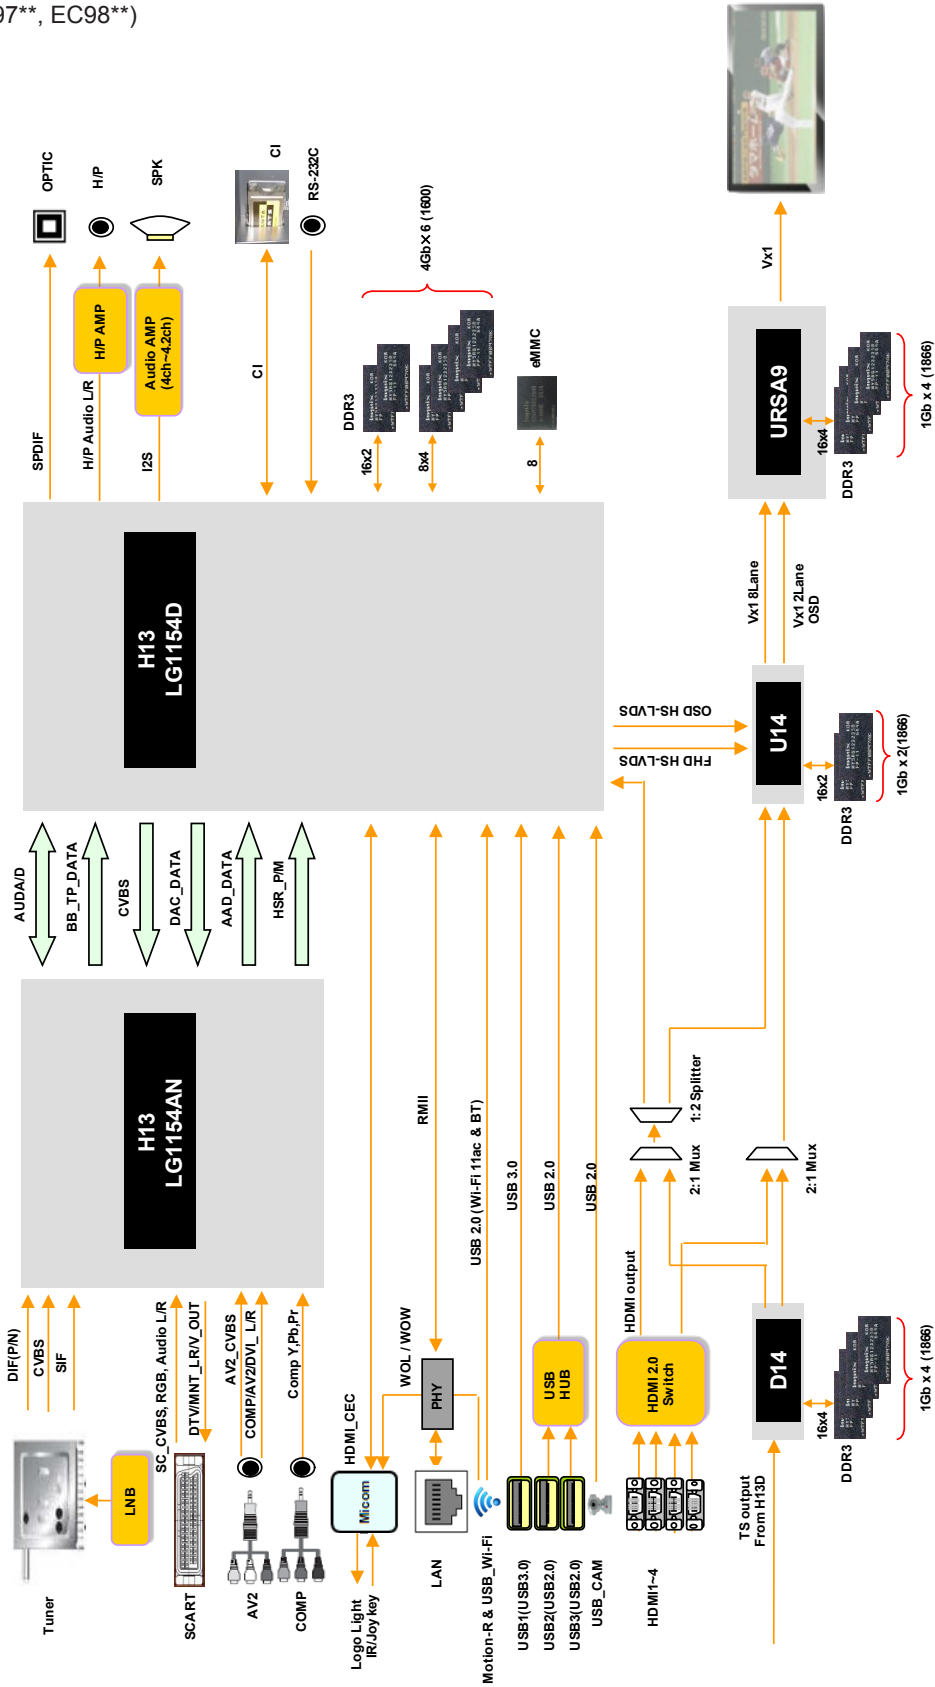 97**, EC98**)
OPTIC
H/P
SPK
CI
RS-232C
H/P AMP
Audio AMP
(4ch~4.2ch)
SPDIF
H/P Audio L/R
I2S
CI
DDR3
16x2
8x4
4Gb x 6 (1600)
eMMC
8
H13
LG1154D
AUDA/D
BB_TP_DATA
CVBS
DAC_DATA
AAD_DATA
HSR_P/M
H13
LG1154AN
DIF(P/N)
CVBS
SIF
SC_CVBS, RGB, Audio L/R
DTV/MNT_LR/V_OUT
AV2_CVBS
COMP/AV2/DVI_ L/R
Comp Y,Pb,Pr
Tuner
LNB
SCART
AV2
COMP
HDMI_CEC
Micom
Logo Light
IR/Joy key
WOL / WOW
RMII
PHY
LAN
USB 2.0 (Wi-Fi 11ac & BT)
Motion-R & USB_Wi-Fi
USB 3.0
USB 2.0
USB 2.0
USB
HUB
USB1(USB3.0)
USB2(USB2.0)
USB3(USB2.0)
USB_CAM
HDMI output
HDMI 2.0
Switch
HDMI1~4
2:1 Mux
1:2 Splitter
2:1 Mux
TS output
From H13D
D14
16x4
DDR3
1Gb x 4 (1866)
FHD HS-LVDS
OSD HS-LVDS
U14
16x2
DDR3
1Gb x 2(1866)
Vx1 8Lane
Vx1 2Lane
OSD
URSA9
16x4
DDR3
1Gb x 4 (1866)
Vx1